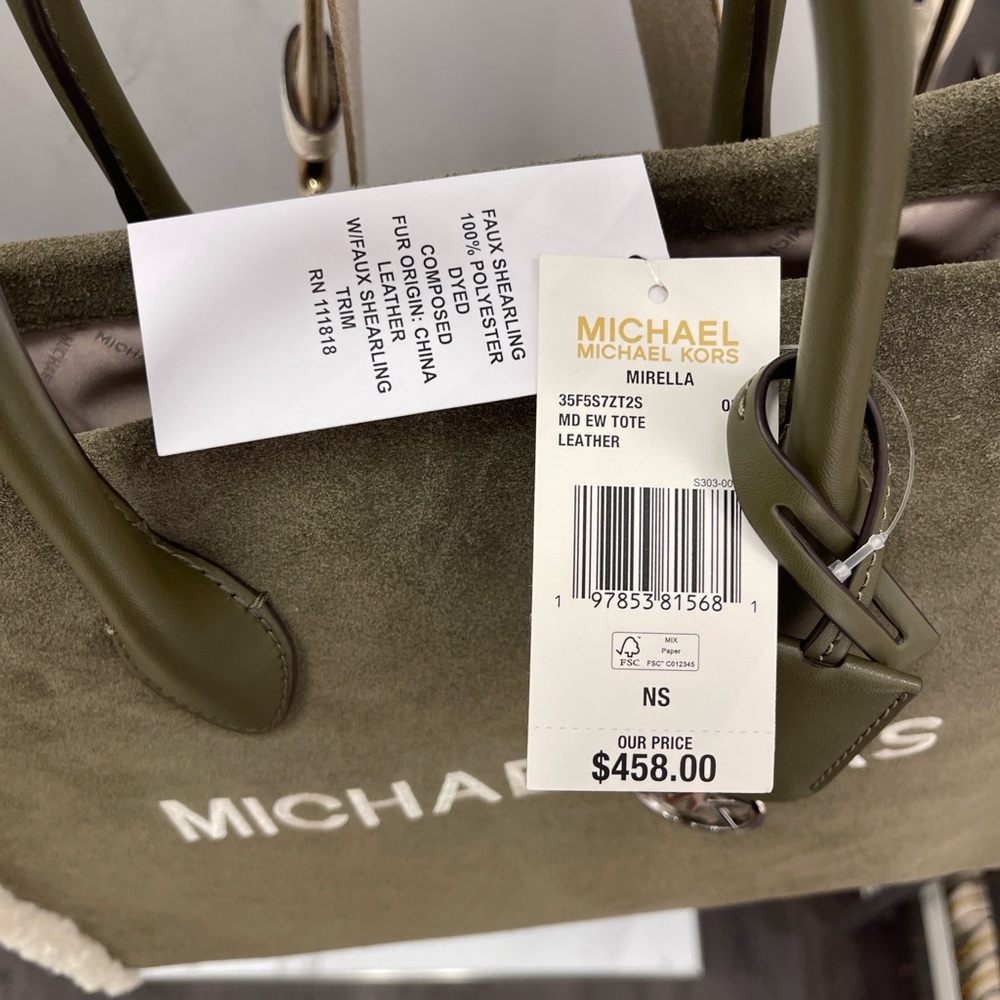 FAUX SHEARLING
100% POLYESTER
DYED
COMPOSED
FUR ORIGIN: CHINA
LEATHER
W/FAUX SHEARLING
TRIM
RN 111818
MICHAEL
MICHAEL KORS
MIRELLA
35F5S7ZT2S
MD EW TOTE
LEATHER
1 97853 81568 1
FSC
MIX
Paper
FSC® C012345
NS
OUR PRICE
$458.00
MICHA